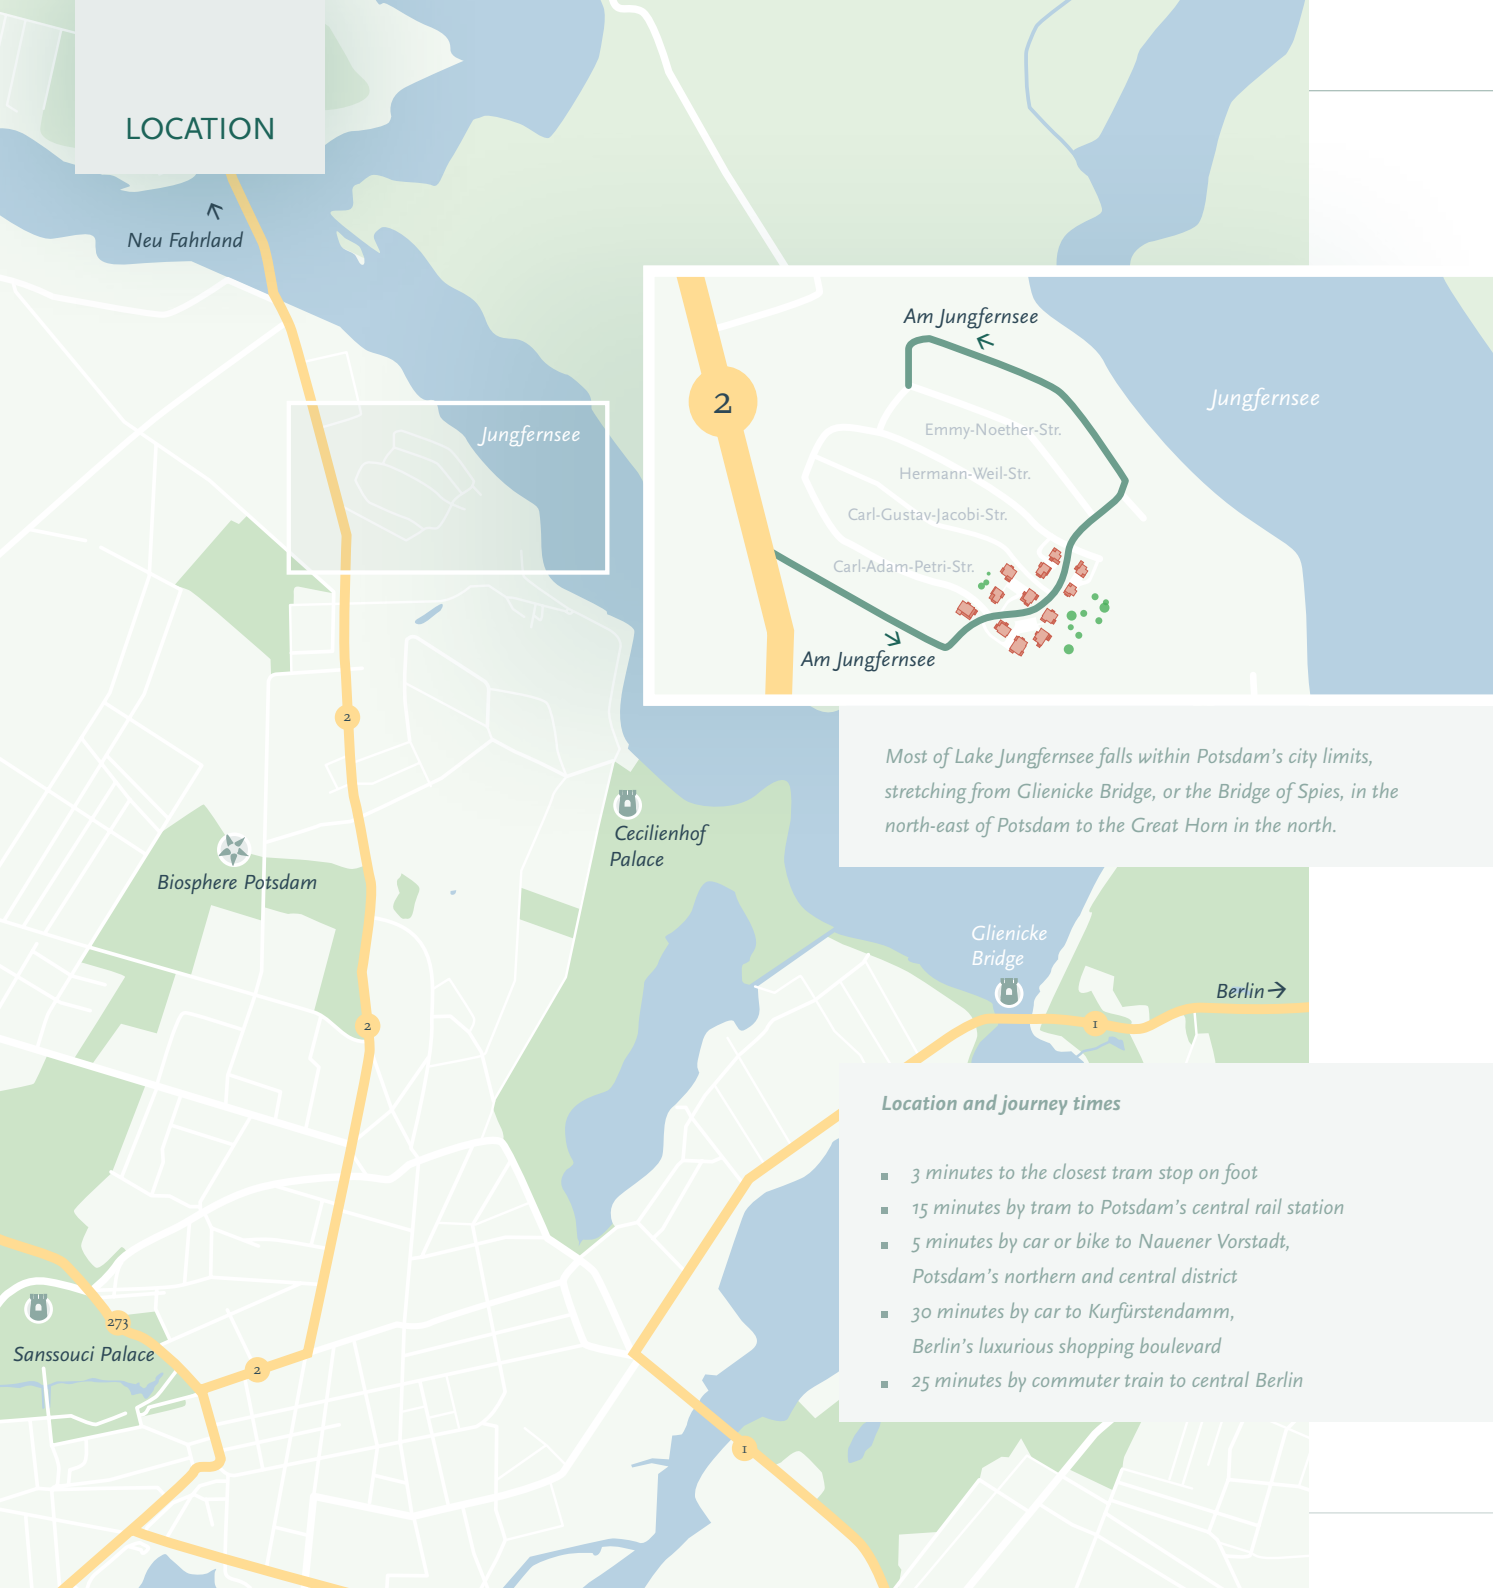 LOCATION
Neu Fahrland
Jungfernsee
Am Jungfernsee
2
Jungfernsee
Emmy-Noether-Str.
Hermann-Weil-Str.
Carl-Gustav-Jacobi-Str.
Carl-Adam-Petri-Str.
Am Jungfernsee
2
Most of Lake Jungfernsee falls within Potsdam's city limits,
stretching from Glienicke Bridge, or the Bridge of Spies, in the
north-east of Potsdam to the Great Horn in the north.
Cecilienhof
Palace
Biosphere Potsdam
Glienicke
Bridge
Berlin
2
1
Location and journey times
3 minutes to the closest tram stop on foot
15 minutes by tram to Potsdam's central rail station
5 minutes by car or bike to Nauener Vorstadt,
Potsdam's northern and central district
30 minutes by car to Kurfürstendamm,
Berlin's luxurious shopping boulevard
25 minutes by commuter train to central Berlin
273
Sanssouci Palace
2
1